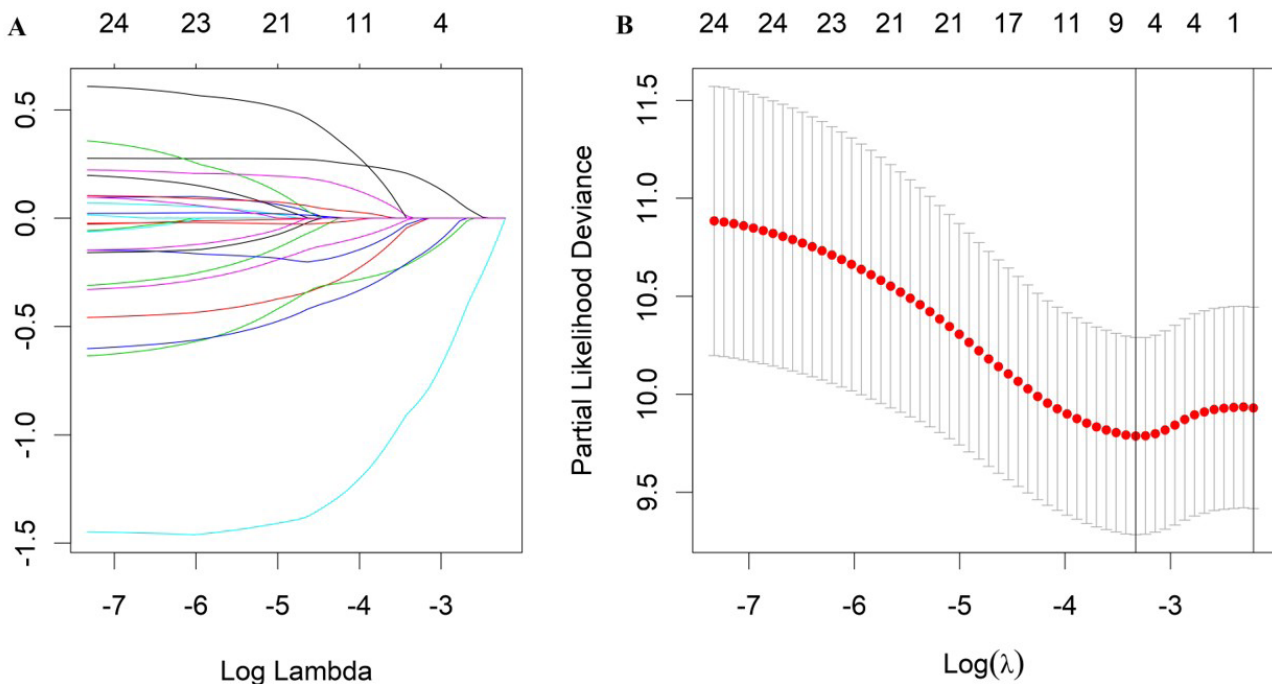 A
24 23 21 11 4
0.5
0.0
-0.5
-1.0
-1.5
-7 -6 -5 -4 -3
Log Lambda
B
24 24 23 21 21 17 11 9 4 4 1
Partial Likelihood Deviance
11.5
11.0
10.5
10.0
9.5
-7 -6 -5 -4 -3
Log(λ)